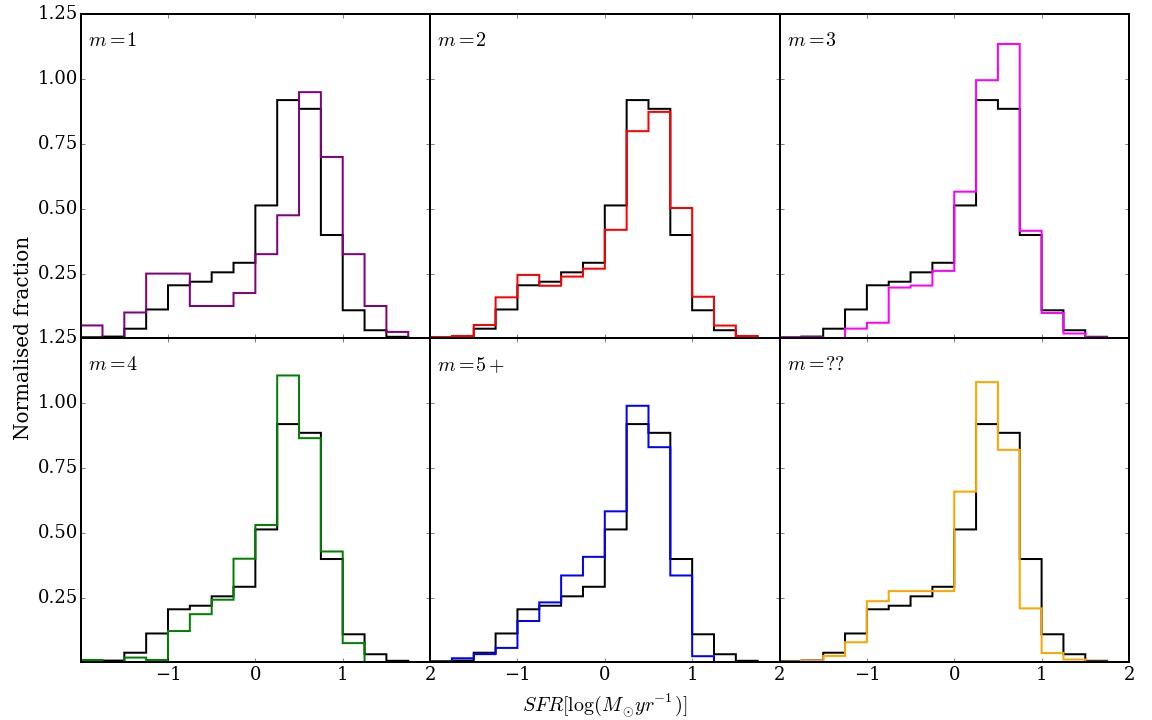 1.25
m = 1
m = 2
m = 3
1.00
0.75
0.50
0.25
Normalised fraction
1.25
m = 4
m = 5+
m = ??
1.00
0.75
0.50
0.25
−1 0 1 2 −1 0 1 2 −1 0 1 2
SFR[log(M⊙yr⁻¹)]